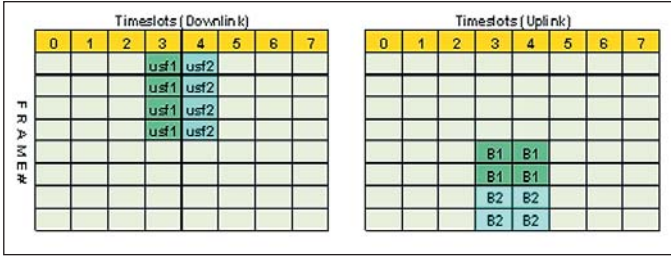 Timeslots (Downlink) Timeslots (Uplink)
0 1 2 3 4 5 6 7 0 1 2 3 4 5 6 7
usf1 usf2
usf1 usf2
usf1 usf2
usf1 usf2
B1 B1
B1 B1
B2 B2
B2 B2
FRAME#